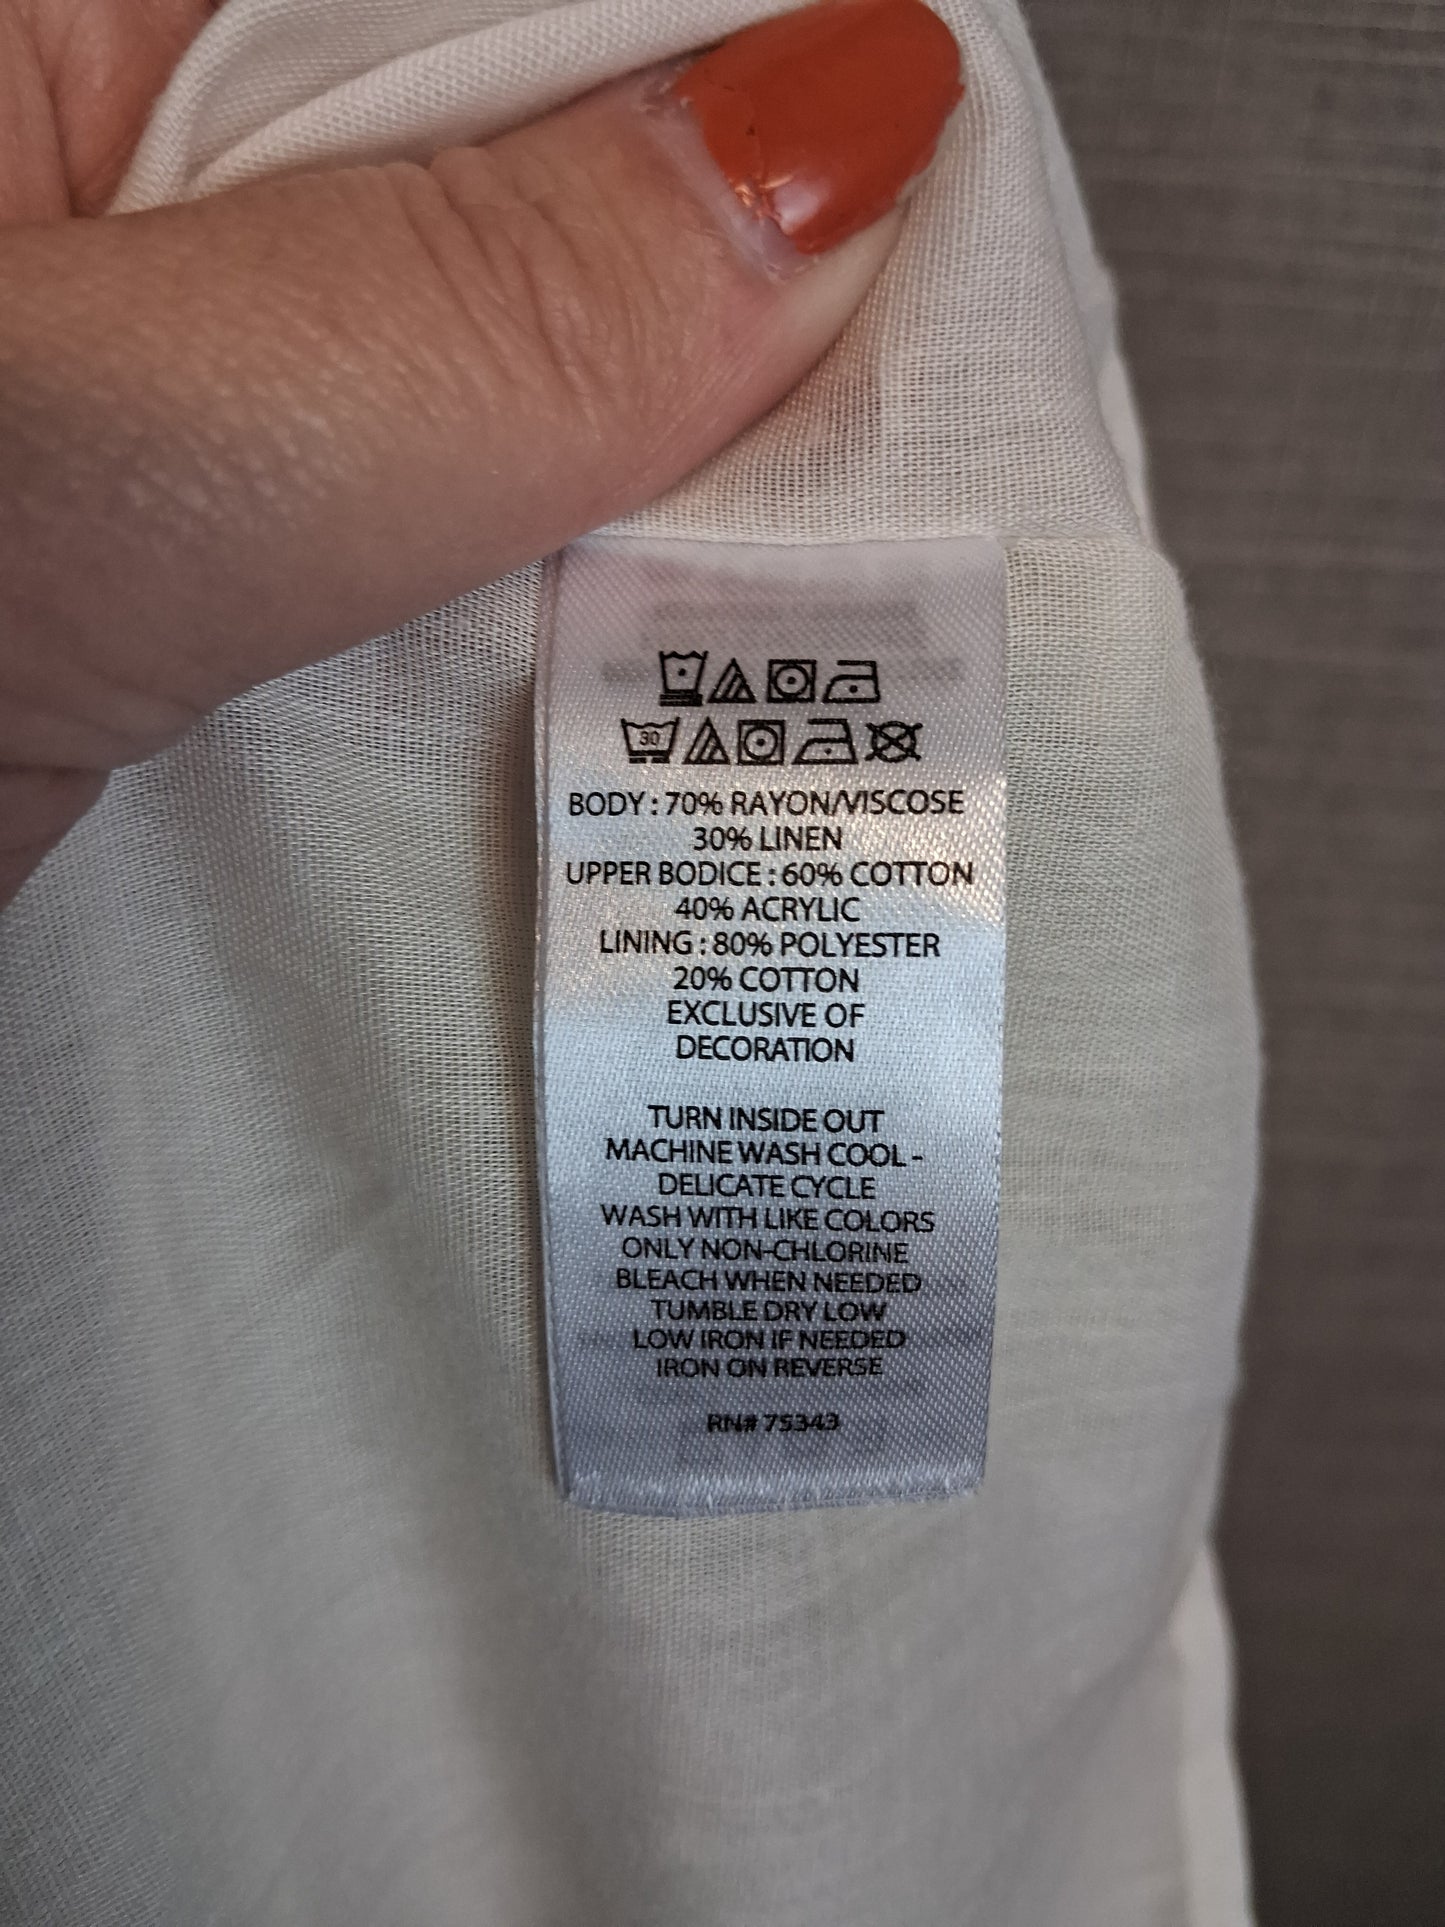 30
BODY : 70% RAYON/VISCOSE
30% LINEN
UPPER BODICE : 60% COTTON
40% ACRYLIC
LINING : 80% POLYESTER
20% COTTON
EXCLUSIVE OF
DECORATION
TURN INSIDE OUT
MACHINE WASH COOL -
DELICATE CYCLE
WASH WITH LIKE COLORS
ONLY NON-CHLORINE
BLEACH WHEN NEEDED
TUMBLE DRY LOW
LOW IRON IF NEEDED
IRON ON REVERSE
RN# 75343